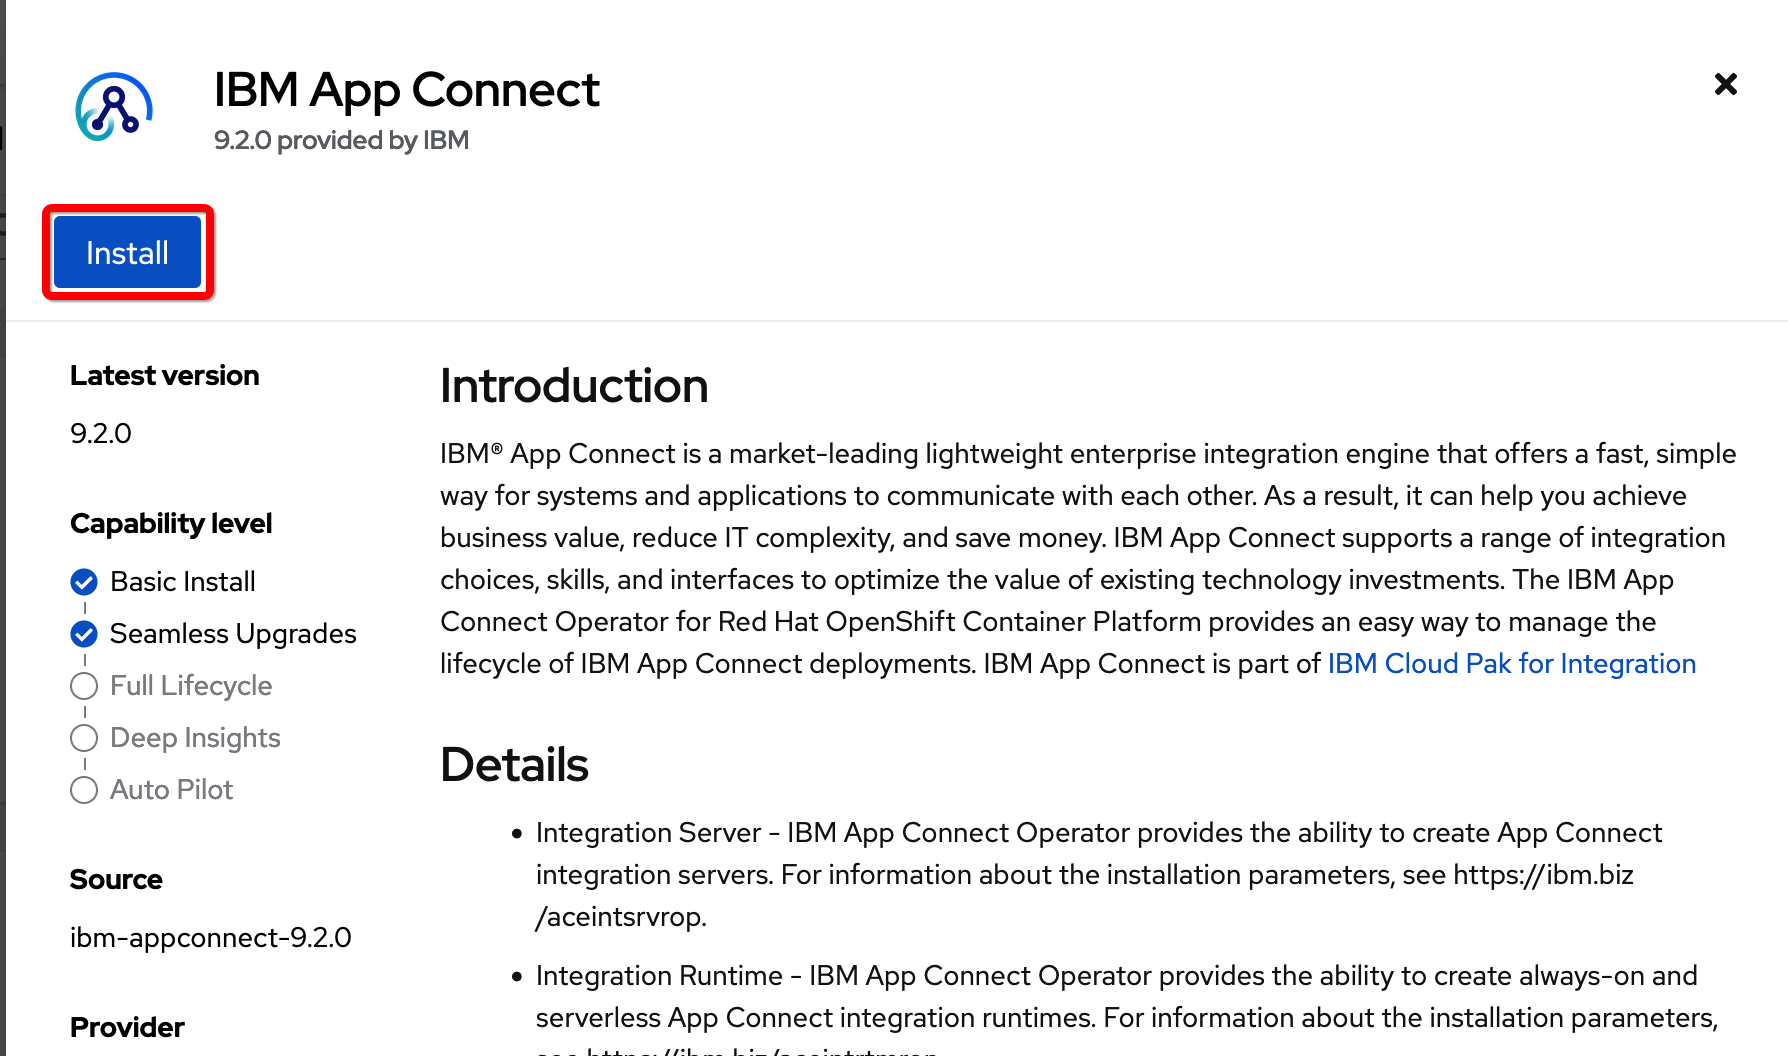 IBM App Connect
9.2.0 provided by IBM
Install
Latest version
9.2.0
Capability level
Basic Install
Seamless Upgrades
Full Lifecycle
Deep Insights
Auto Pilot
Source
ibm-appconnect-9.2.0
Provider
Introduction
IBM® App Connect is a market-leading lightweight enterprise integration engine that offers a fast, simple
way for systems and applications to communicate with each other. As a result, it can help you achieve
business value, reduce IT complexity, and save money. IBM App Connect supports a range of integration
choices, skills, and interfaces to optimize the value of existing technology investments. The IBM App
Connect Operator for Red Hat OpenShift Container Platform provides an easy way to manage the
lifecycle of IBM App Connect deployments. IBM App Connect is part of IBM Cloud Pak for Integration
Details
• Integration Server - IBM App Connect Operator provides the ability to create App Connect
integration servers. For information about the installation parameters, see https://ibm.biz
/aceintsrvrop.
• Integration Runtime - IBM App Connect Operator provides the ability to create always-on and
serverless App Connect integration runtimes. For information about the installation parameters,
see